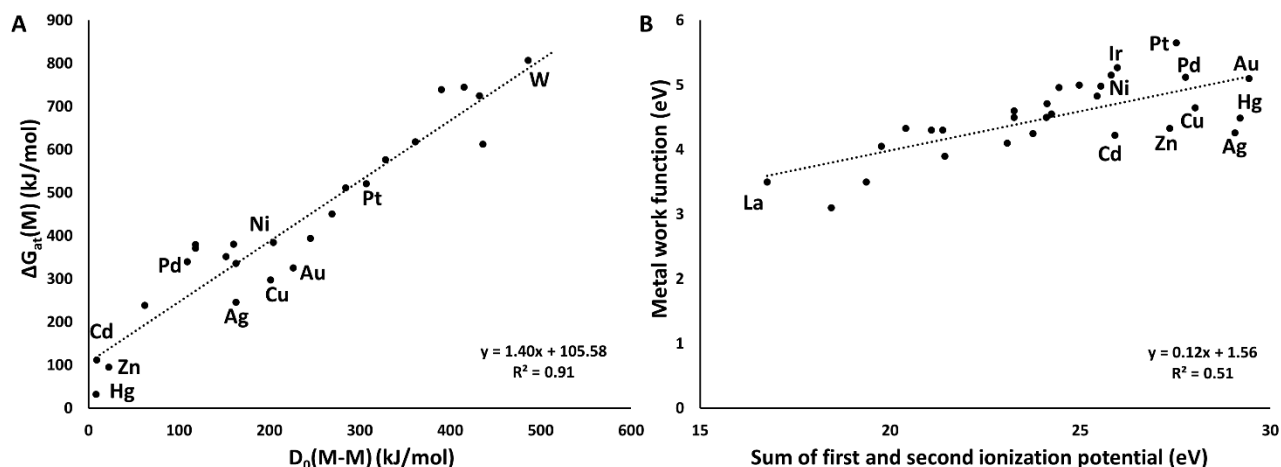 A
ΔG_at(M) (kJ/mol)
900
800
700
600
500
400
300
200
100
0
W
Pt
Ni
Pd
Au
Cu
Ag
Cd
Zn
Hg
y = 1.40x + 105.58
R² = 0.91
0 100 200 300 400 500 600
D₀(M-M) (kJ/mol)
B
Metal work function (eV)
6
5
4
3
2
1
0
Pt
Ir
Pd
Au
Ni
Hg
Cu
Zn
Cd
Ag
La
y = 0.12x + 1.56
R² = 0.51
15 20 25 30
Sum of first and second ionization potential (eV)